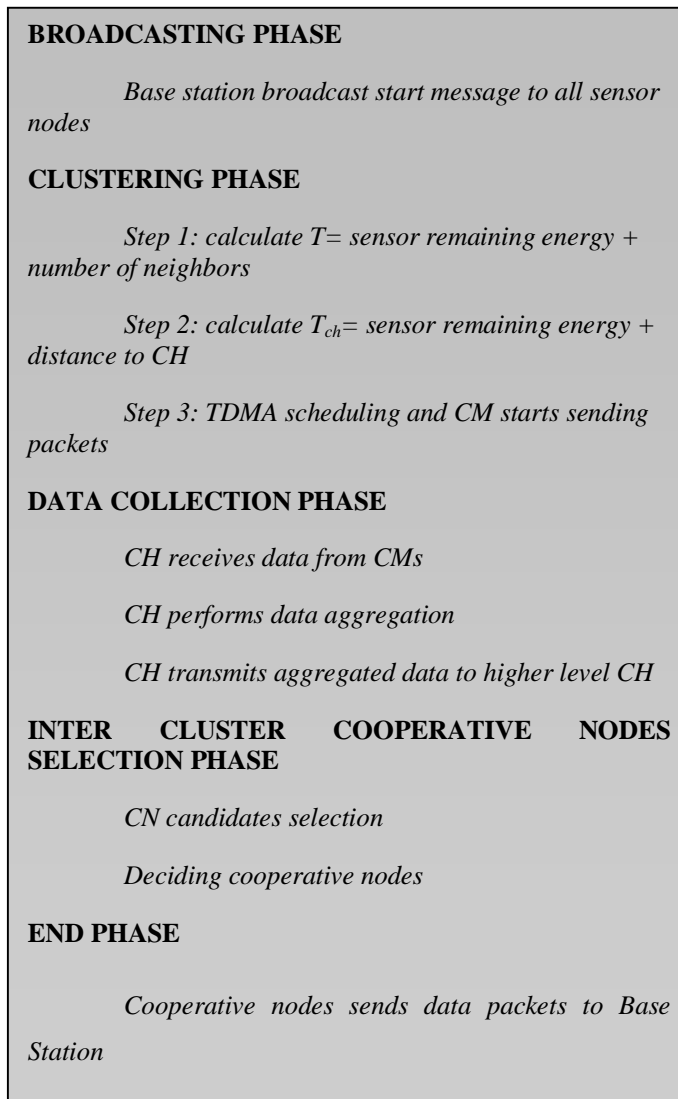 BROADCASTING PHASE
Base station broadcast start message to all sensor
nodes
CLUSTERING PHASE
Step 1: calculate T= sensor remaining energy +
number of neighbors
Step 2: calculate Tch= sensor remaining energy +
distance to CH
Step 3: TDMA scheduling and CM starts sending
packets
DATA COLLECTION PHASE
CH receives data from CMs
CH performs data aggregation
CH transmits aggregated data to higher level CH
INTER CLUSTER COOPERATIVE NODES
SELECTION PHASE
CN candidates selection
Deciding cooperative nodes
END PHASE
Cooperative nodes sends data packets to Base
Station